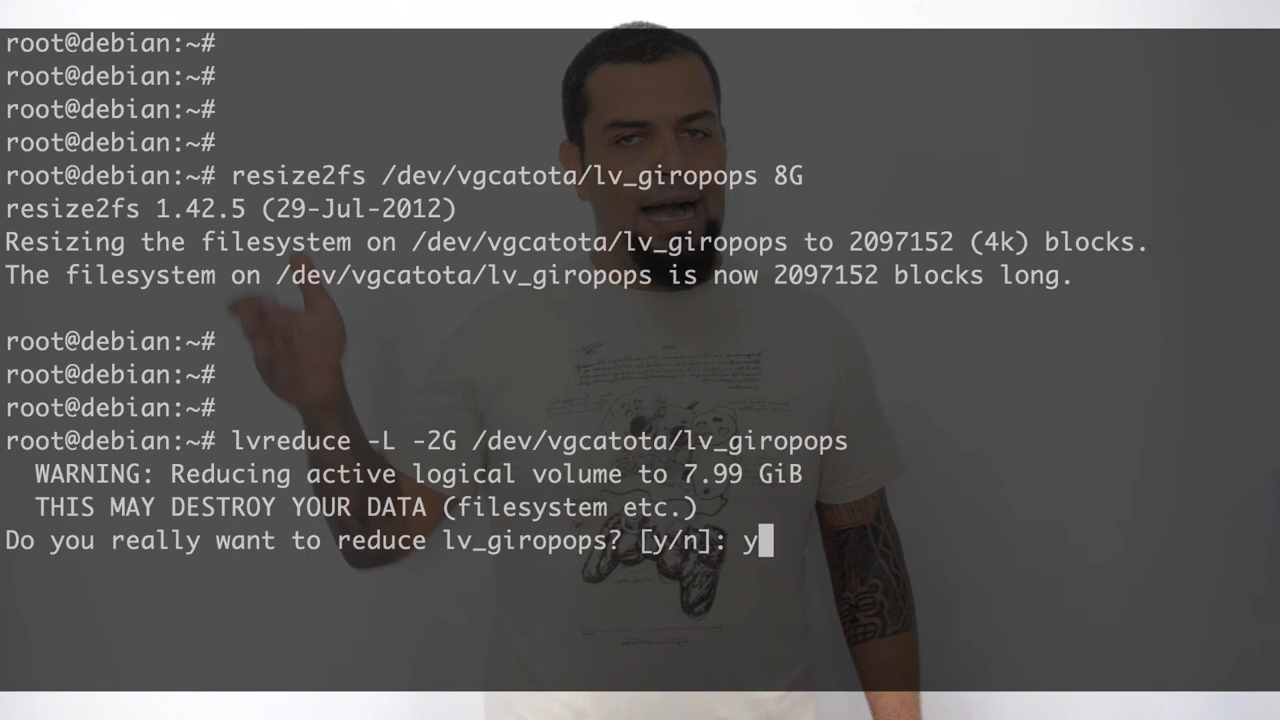 root@debian:~#
root@debian:~#
root@debian:~#
root@debian:~#
root@debian:~# resize2fs /dev/vgcatota/lv_giropops 8G
resize2fs 1.42.5 (29-Jul-2012)
Resizing the filesystem on /dev/vgcatota/lv_giropops to 2097152 (4k) blocks.
The filesystem on /dev/vgcatota/lv_giropops is now 2097152 blocks long.
root@debian:~#
root@debian:~#
root@debian:~#
root@debian:~# lvreduce -L -2G /dev/vgcatota/lv_giropops
WARNING: Reducing active logical volume to 7.99 GiB
THIS MAY DESTROY YOUR DATA (filesystem etc.)
Do you really want to reduce lv_giropops? [y/n]: y